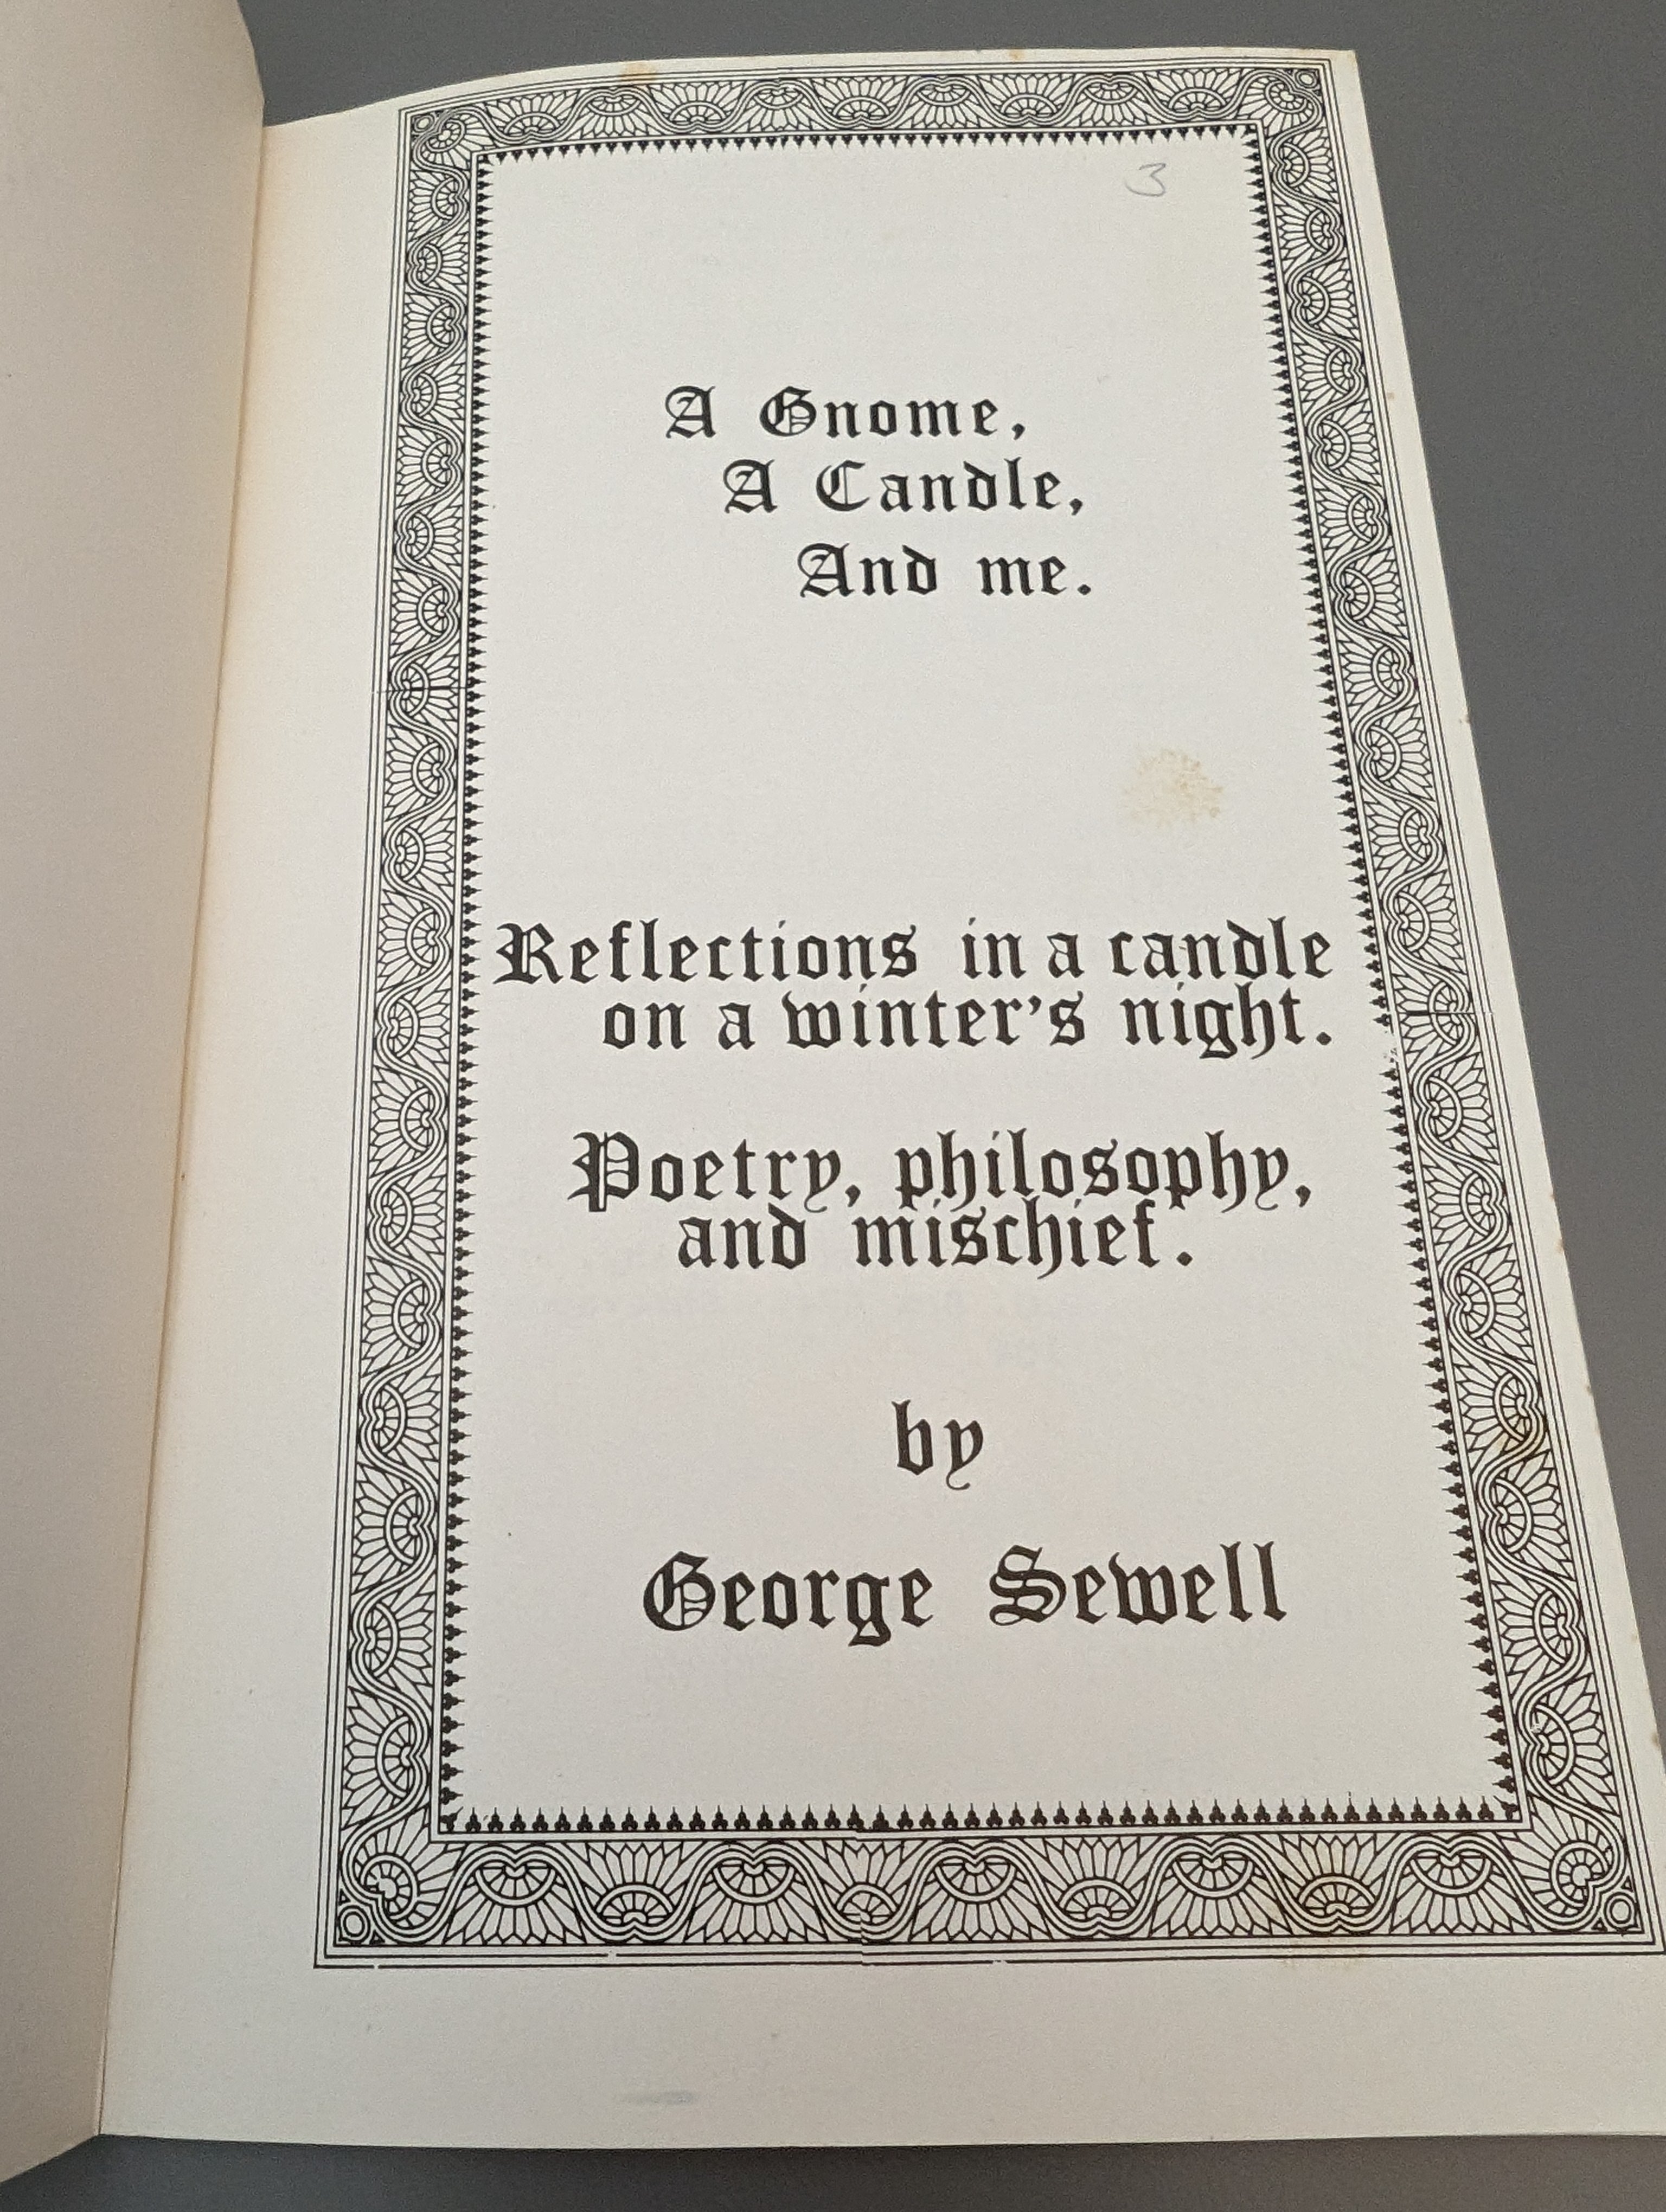 3
A Gnome,
A Candle,
And me.
Reflections in a candle
on a winter's night.
Poetry, philosophy,
and mischief.
by
George Sewell